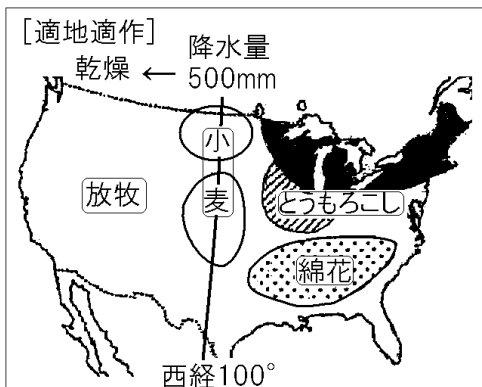 [適地適作]
降水量
乾燥 ← 500mm
小
麦
放牧
とうもろこし
綿花
西経100°